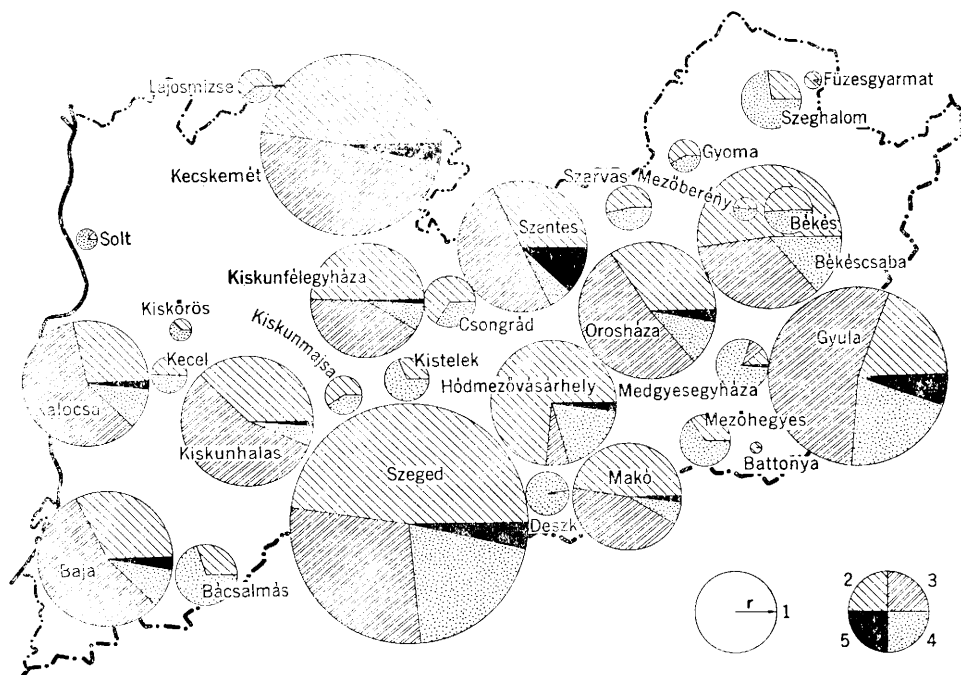 Lajosmizse
Füzesgyarmat
Szeghalom
Kecskemét
Gyoma
Szarvas
Mezőberény
Békés
Solt
Szentes
Békéscsaba
Kiskunfélegyháza
Csongrád
Orosháza
Gyula
Kiskőrös
Kiskunmajsa
Kecel
Kistelek
Kalocsa
Hódmezővásárhely
Medgyesegyháza
Kiskunhalas
Mezőhegyes
Battonya
Szeged
Makó
Deszk
Baja
Bácsalmás
r
1
2
3
5
4